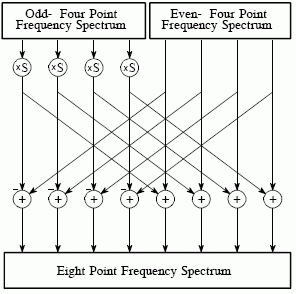 Odd- Four Point
Frequency Spectrum
Even- Four Point
Frequency Spectrum
xS xS xS xS
− − − −
+ + + + + + + +
Eight Point Frequency Spectrum